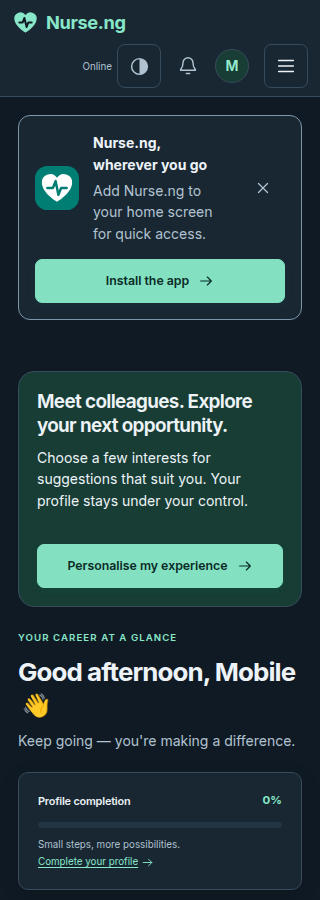 Nurse.ng
Online
M
Nurse.ng,
wherever you go
Add Nurse.ng to
your home screen
for quick access.
Install the app →
Meet colleagues. Explore
your next opportunity.
Choose a few interests for
suggestions that suit you. Your
profile stays under your control.
Personalise my experience →
YOUR CAREER AT A GLANCE
Good afternoon, Mobile
👋
Keep going — you're making a difference.
Profile completion 0%
Small steps, more possibilities.
Complete your profile →